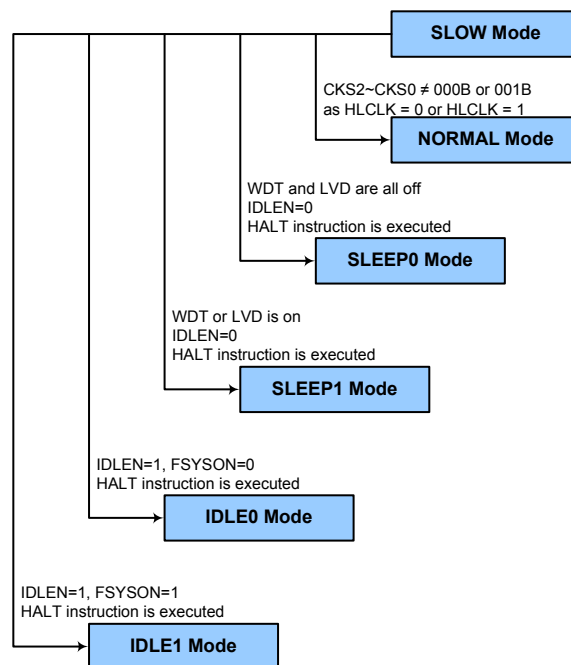 SLOW Mode
CKS2~CKS0 ≠ 000B or 001B
as HLCLK = 0 or HLCLK = 1
NORMAL Mode
WDT and LVD are all off
IDLEN=0
HALT instruction is executed
SLEEP0 Mode
WDT or LVD is on
IDLEN=0
HALT instruction is executed
SLEEP1 Mode
IDLEN=1, FSYSON=0
HALT instruction is executed
IDLE0 Mode
IDLEN=1, FSYSON=1
HALT instruction is executed
IDLE1 Mode